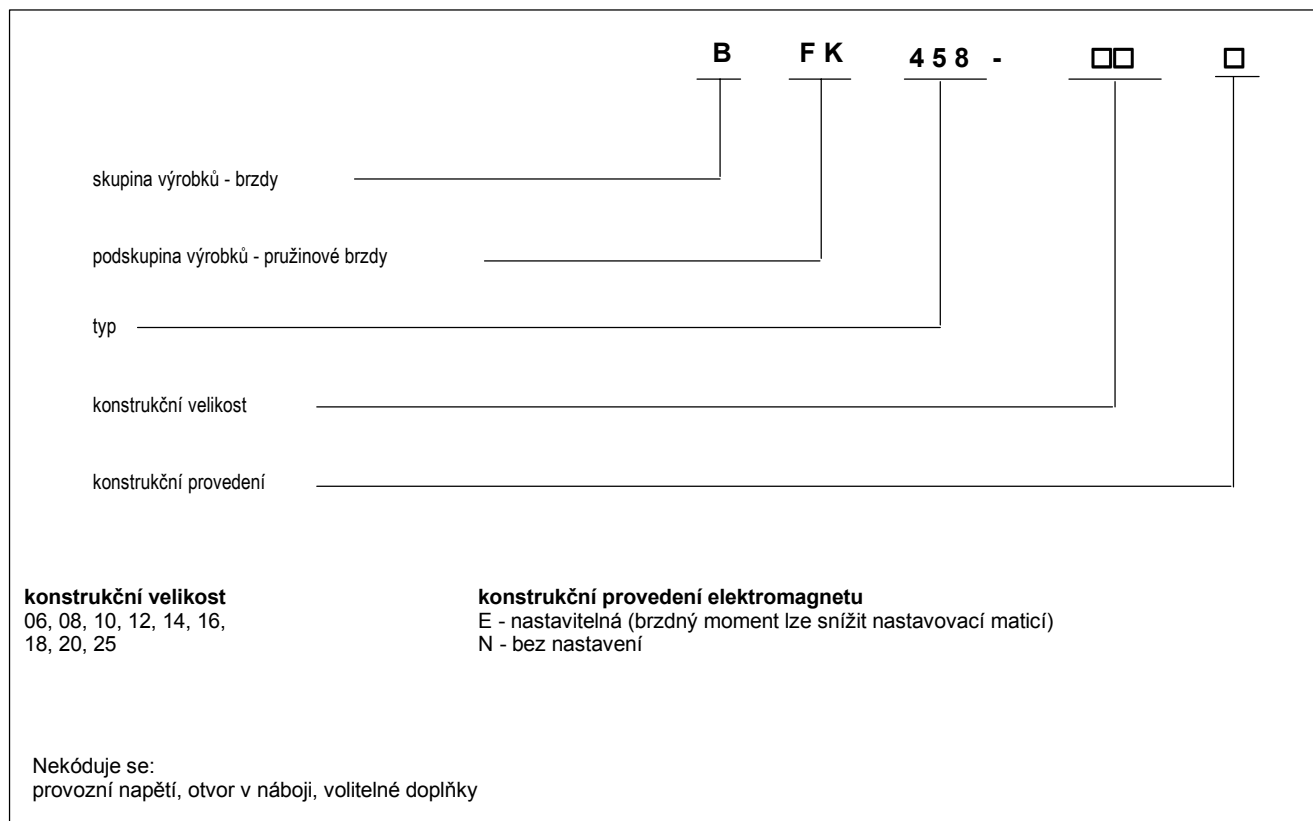 B FK 458 - □□ □
skupina výrobků - brzdy
podskupina výrobků - pružinové brzdy
typ
konstrukční velikost
konstrukční provedení
konstrukční velikost
06, 08, 10, 12, 14, 16,
18, 20, 25
konstrukční provedení elektromagnetu
E - nastavitelná (brzdný moment lze snížit nastavovací maticí)
N - bez nastavení
Nekóduje se:
provozní napětí, otvor v náboji, volitelné doplňky